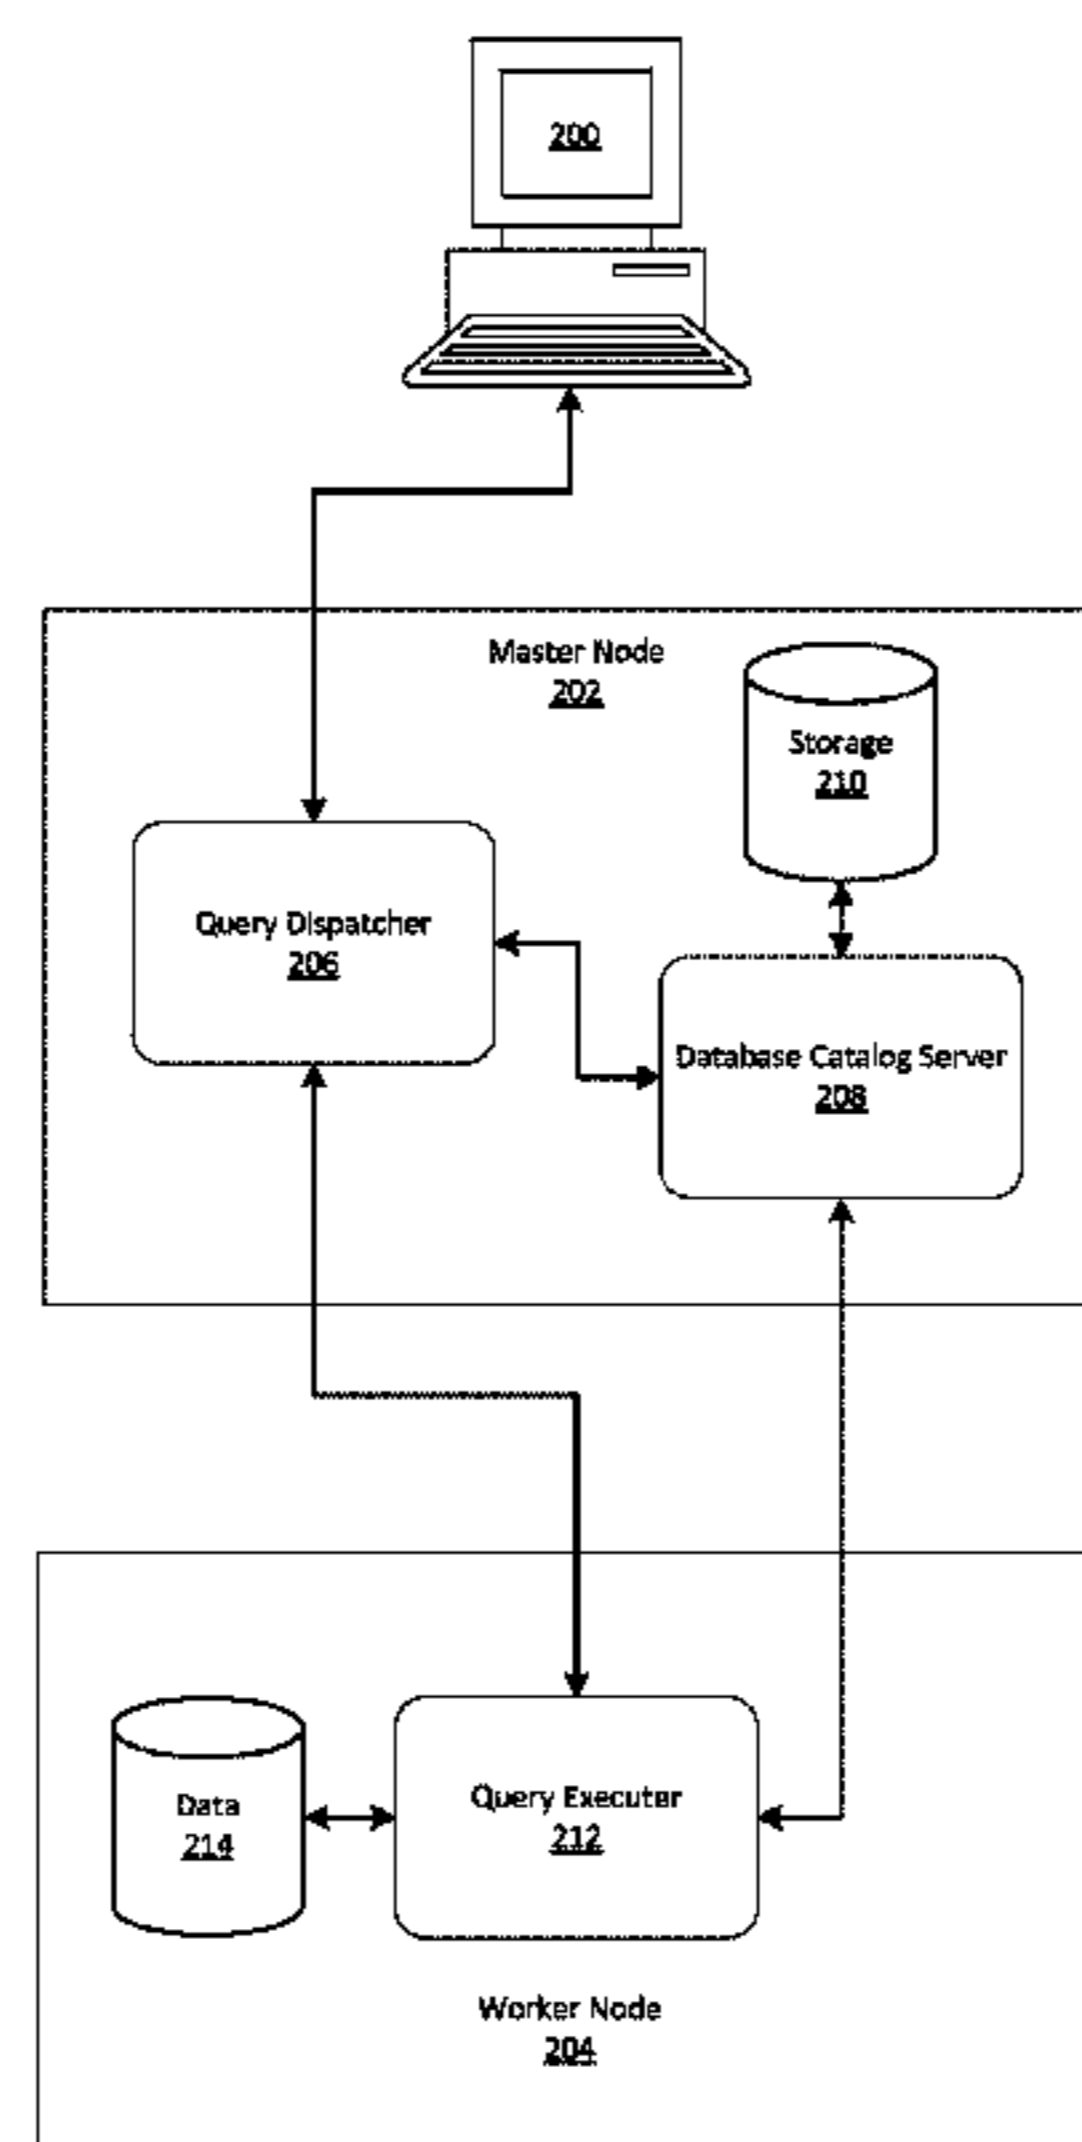 200
Master Node
202
Storage
210
Query Dispatcher
206
Database Catalog Server
208
Data
214
Query Executer
212
Worker Node
204